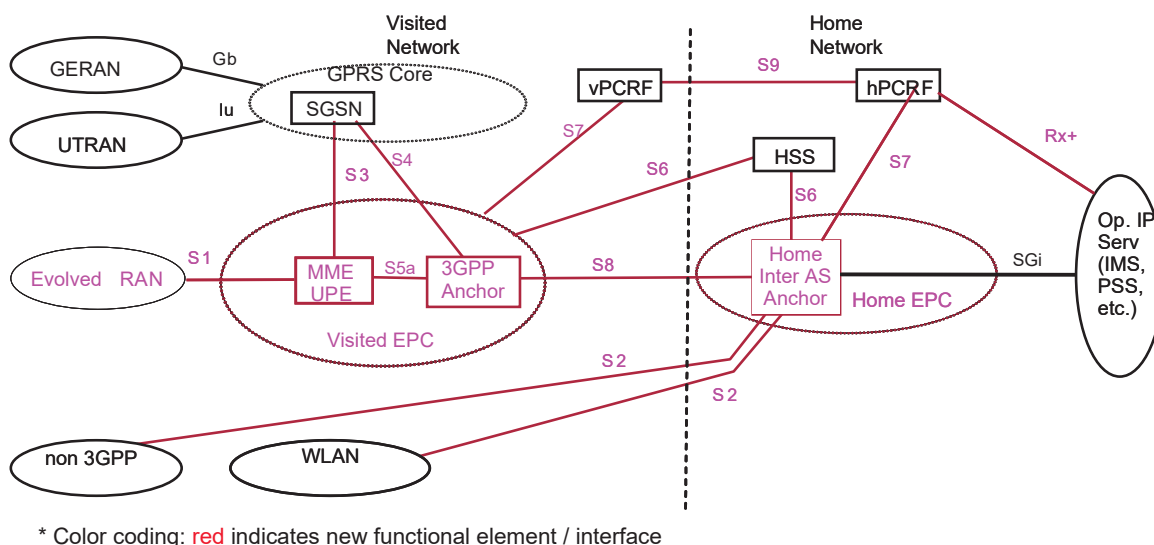 Visited
Network
Home
Network
GERAN
Gb
GPRS Core
SGSN
vPCRF
S9
hPCRF
Iu
UTRAN
S7
S4
S3
S6
HSS
S7
Rx+
S6
Op. IP
Serv
(IMS,
PSS,
etc.)
Evolved RAN
S1
MME
UPE
S5a
3GPP
Anchor
S8
Home
Inter AS
Anchor
SGi
Home EPC
Visited EPC
S2
S2
non 3GPP
WLAN
* Color coding: red indicates new functional element / interface